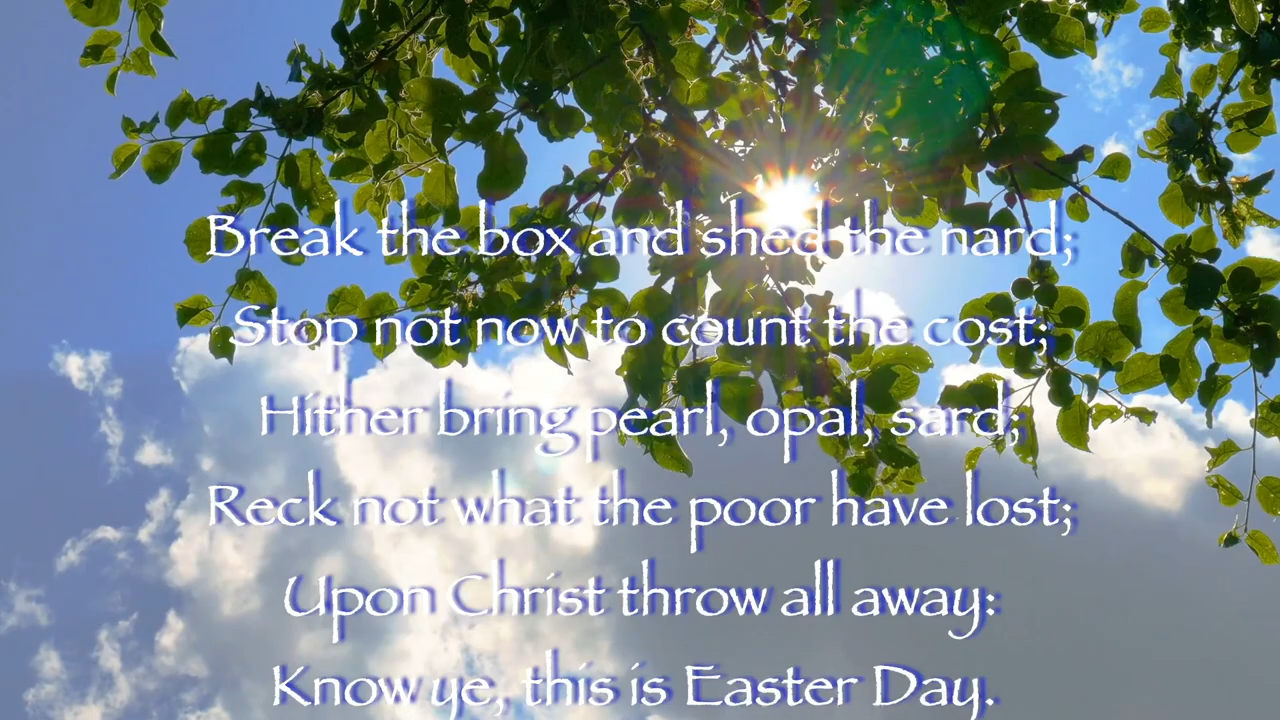 Break the box and shed the nard;
Stop not now to count the cost;
Hither bring pearl, opal, sard;
Reck not what the poor have lost;
Upon Christ throw all away:
Know ye, this is Easter Day.